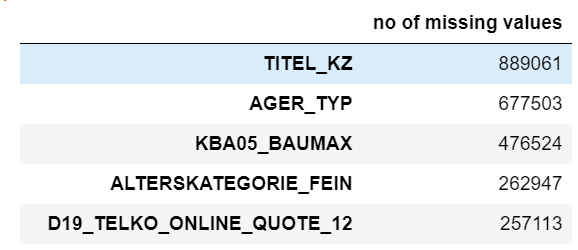 no of missing values
TITEL_KZ 889061
AGER_TYP 677503
KBA05_BAUMAX 476524
ALTERSKATEGORIE_FEIN 262947
D19_TELKO_ONLINE_QUOTE_12 257113